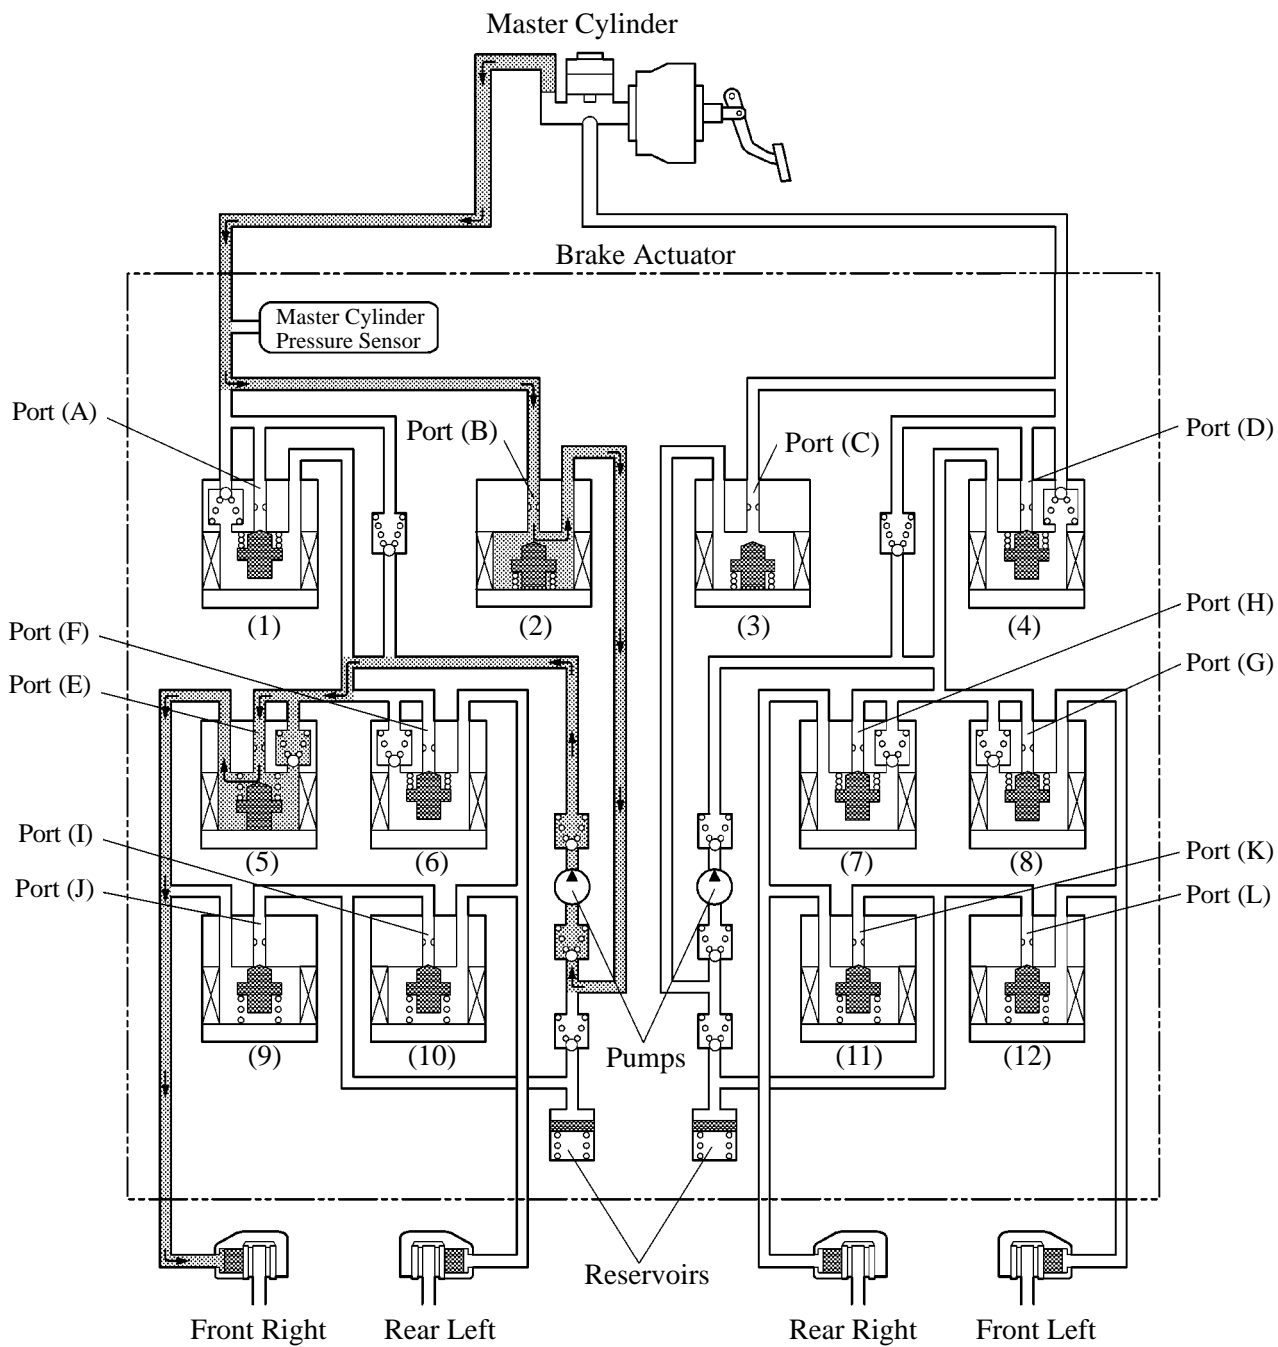 Master Cylinder
Brake Actuator
Master Cylinder
Pressure Sensor
Port (A)
Port (B)
Port (C)
Port (D)
(1)
(2)
(3)
(4)
Port (F)
Port (H)
Port (E)
Port (G)
Port (I)
(5)
(6)
(7)
(8)
Port (K)
Port (J)
Port (L)
(9)
(10)
Pumps
(11)
(12)
Reservoirs
Front Right
Rear Left
Rear Right
Front Left